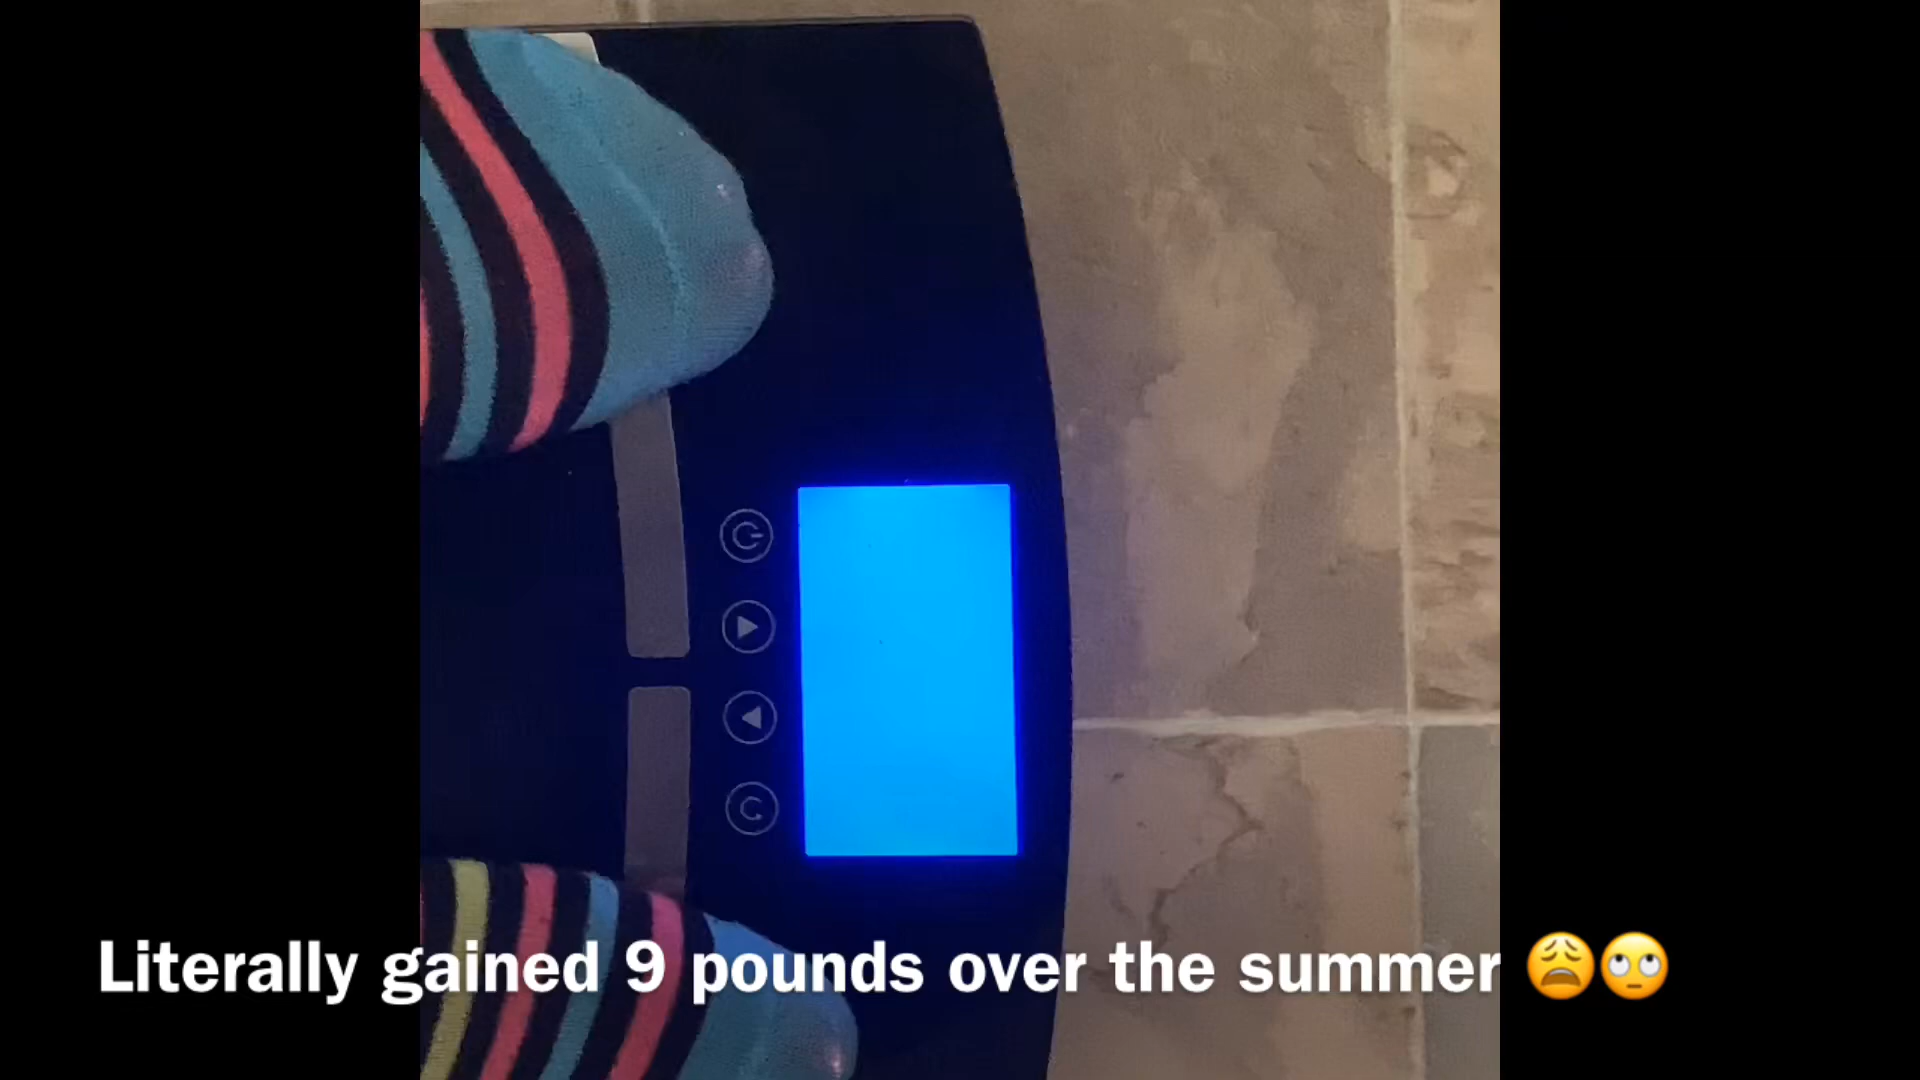 Literally gained 9 pounds over the summer 😩🙄